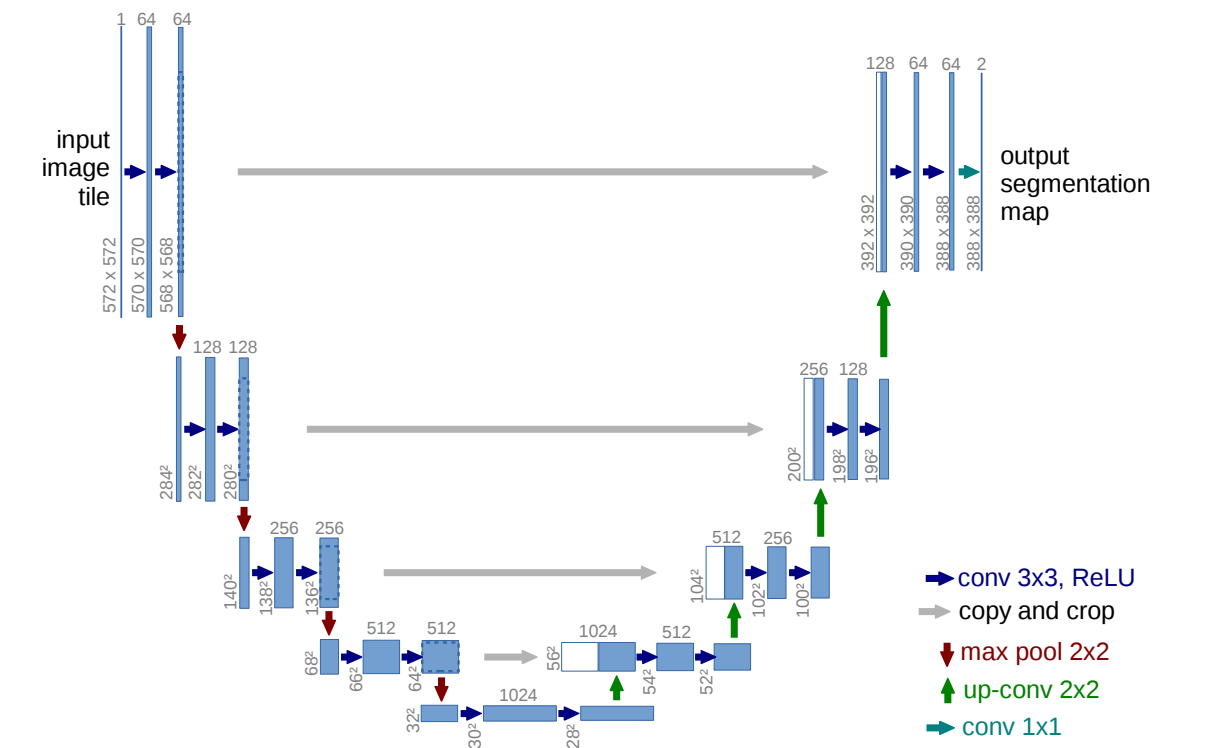 1 64 64
input
image
tile
572 x 572
570 x 570
568 x 568
128 64 64 2
output
segmentation
map
392 x 392
390 x 390
388 x 388
388 x 388
128 128
284²
282²
280²
256 128
200²
198²
196²
256 256
140²
138²
136²
512 256
104²
102²
100²
512 512
68²
66²
64²
1024 512
56²
54²
52²
1024
32²
30²
28²
conv 3x3, ReLU
copy and crop
max pool 2x2
up-conv 2x2
conv 1x1